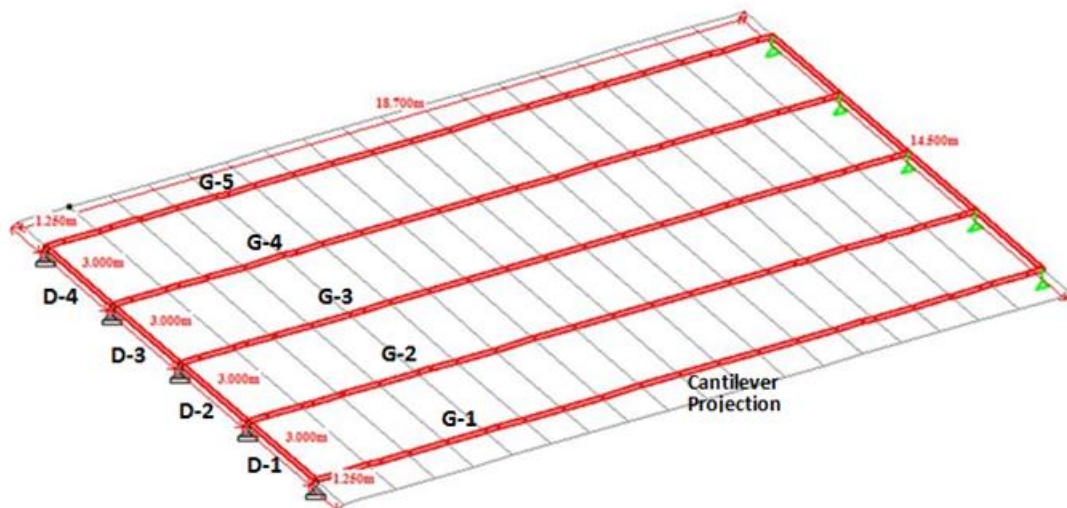 18.700m
14.500m
G-5
1.250m
G-4
3.000m
D-4
G-3
3.000m
D-3
G-2
3.000m
Cantilever
Projection
D-2
G-1
3.000m
D-1
1.250m